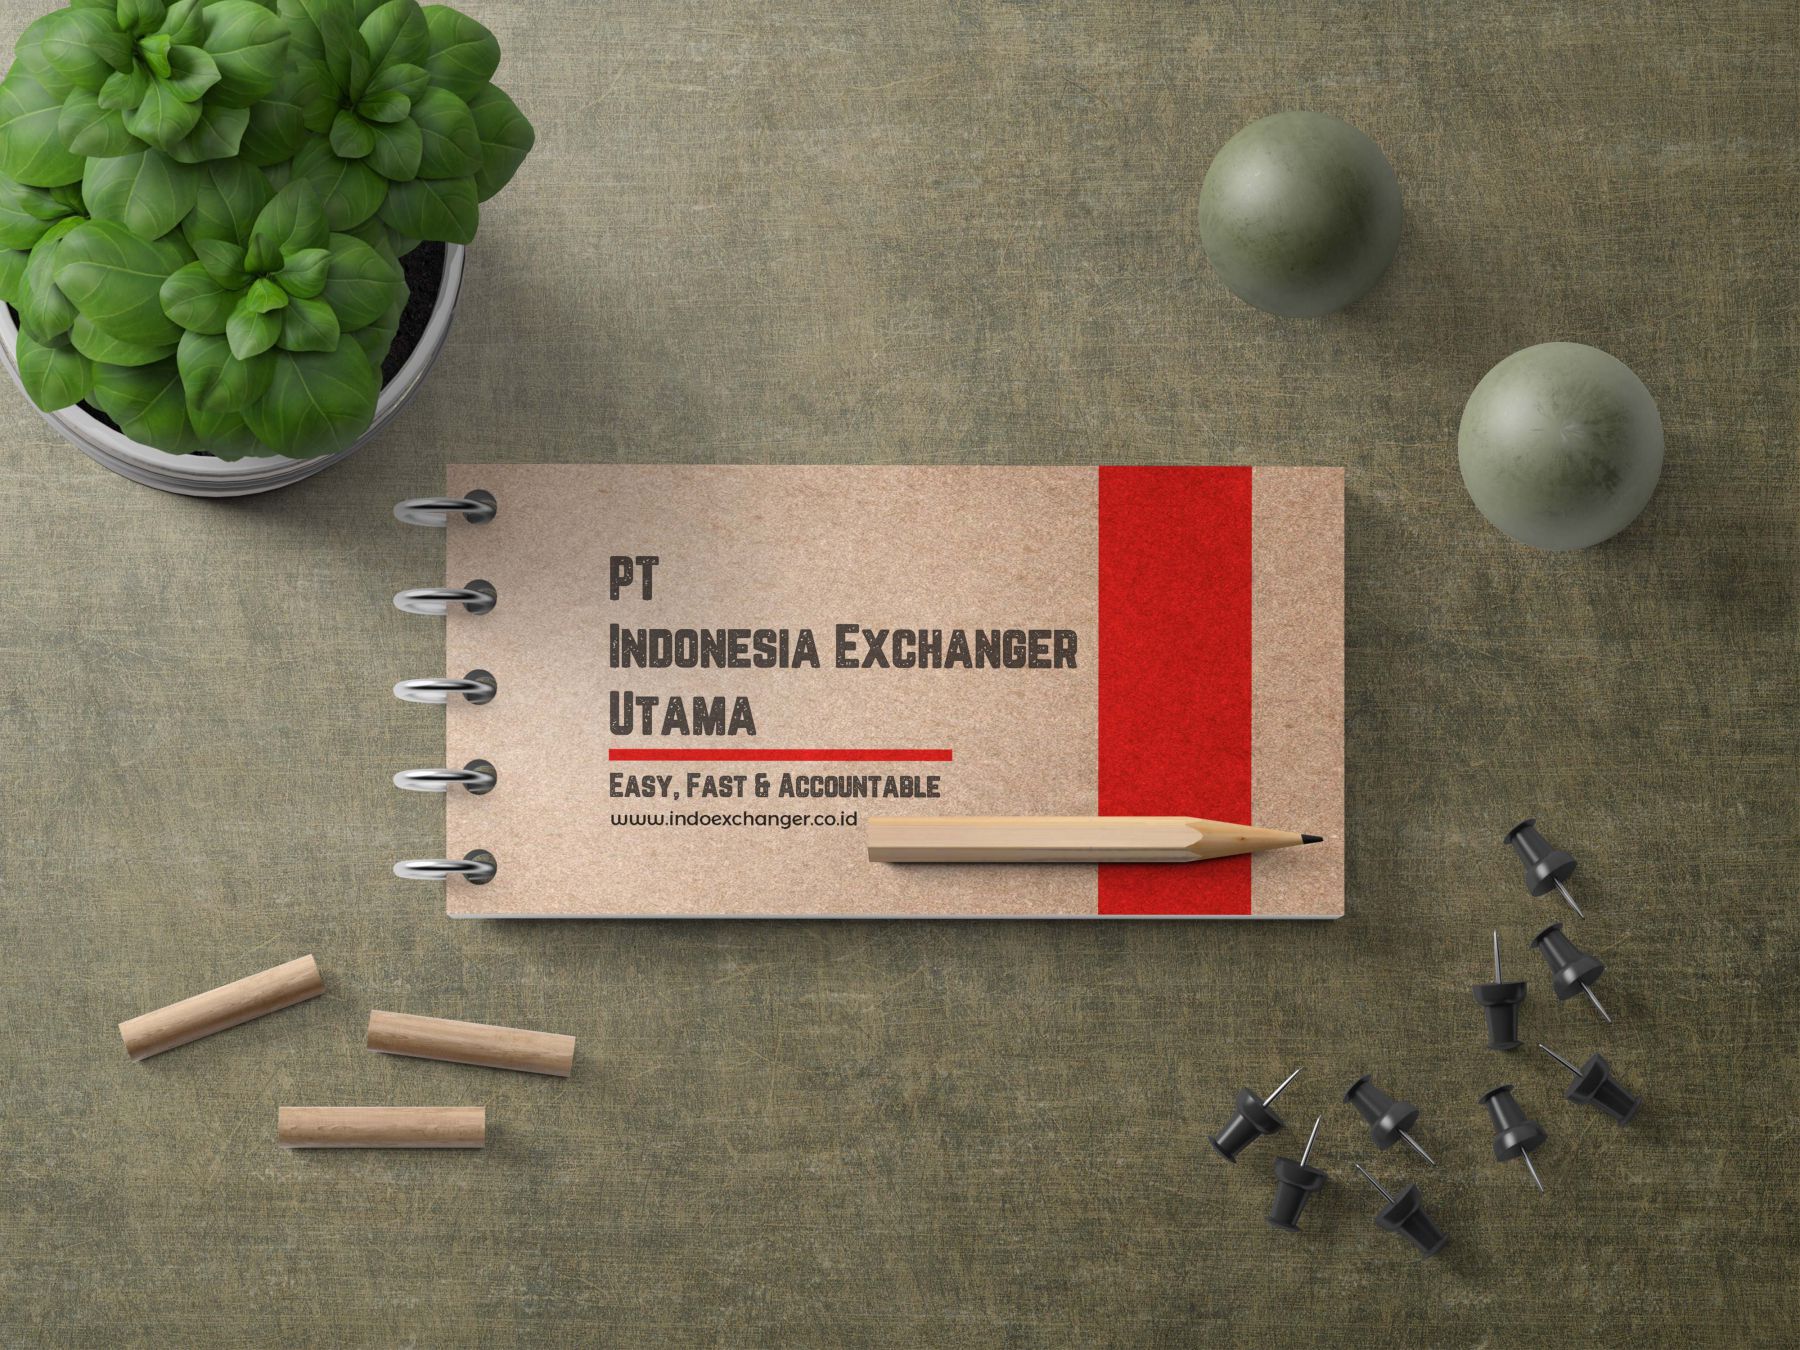 PT
Indonesia Exchanger
Utama
Easy, Fast & Accountable
www.indoexchanger.co.id